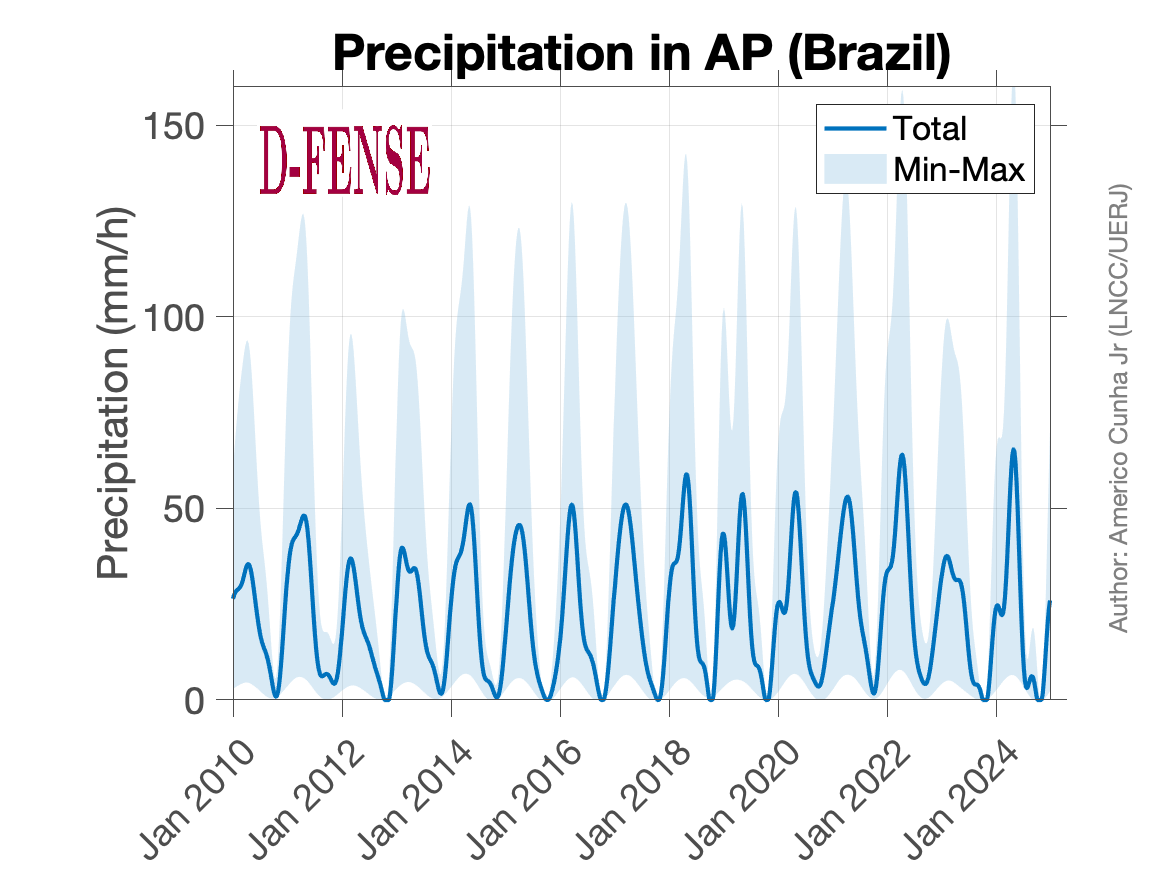 Precipitation in AP (Brazil)
D-FENSE
Total
Min-Max
Precipitation (mm/h)
150
100
50
0
Jan 2010
Jan 2012
Jan 2014
Jan 2016
Jan 2018
Jan 2020
Jan 2022
Jan 2024
Author: Americo Cunha Jr (LNCC/UERJ)